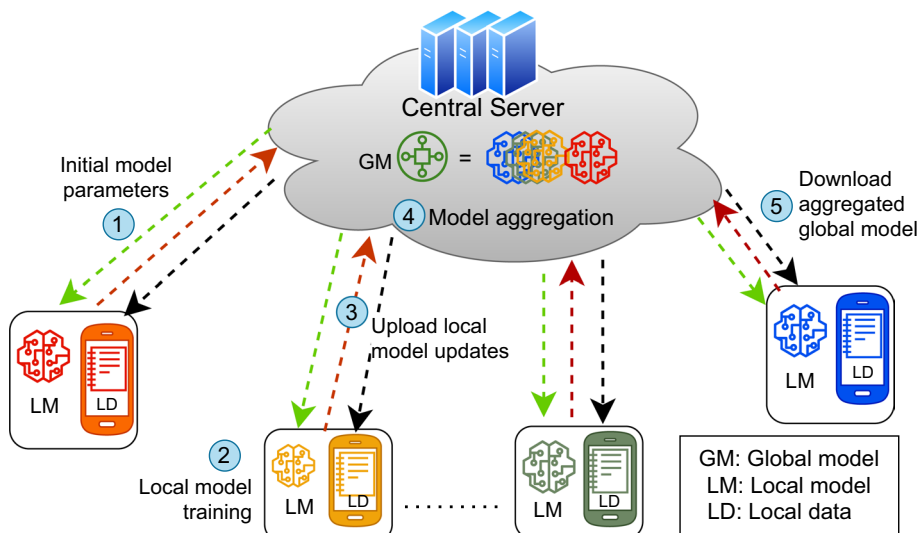 Central Server
GM
=
4
Model aggregation
Initial model
parameters
1
5
Download
aggregated
global model
3
Upload local
model updates
LM
LD
2
Local model
training
LM
LD
.........
LM
LD
LM
LD
GM: Global model
LM: Local model
LD: Local data